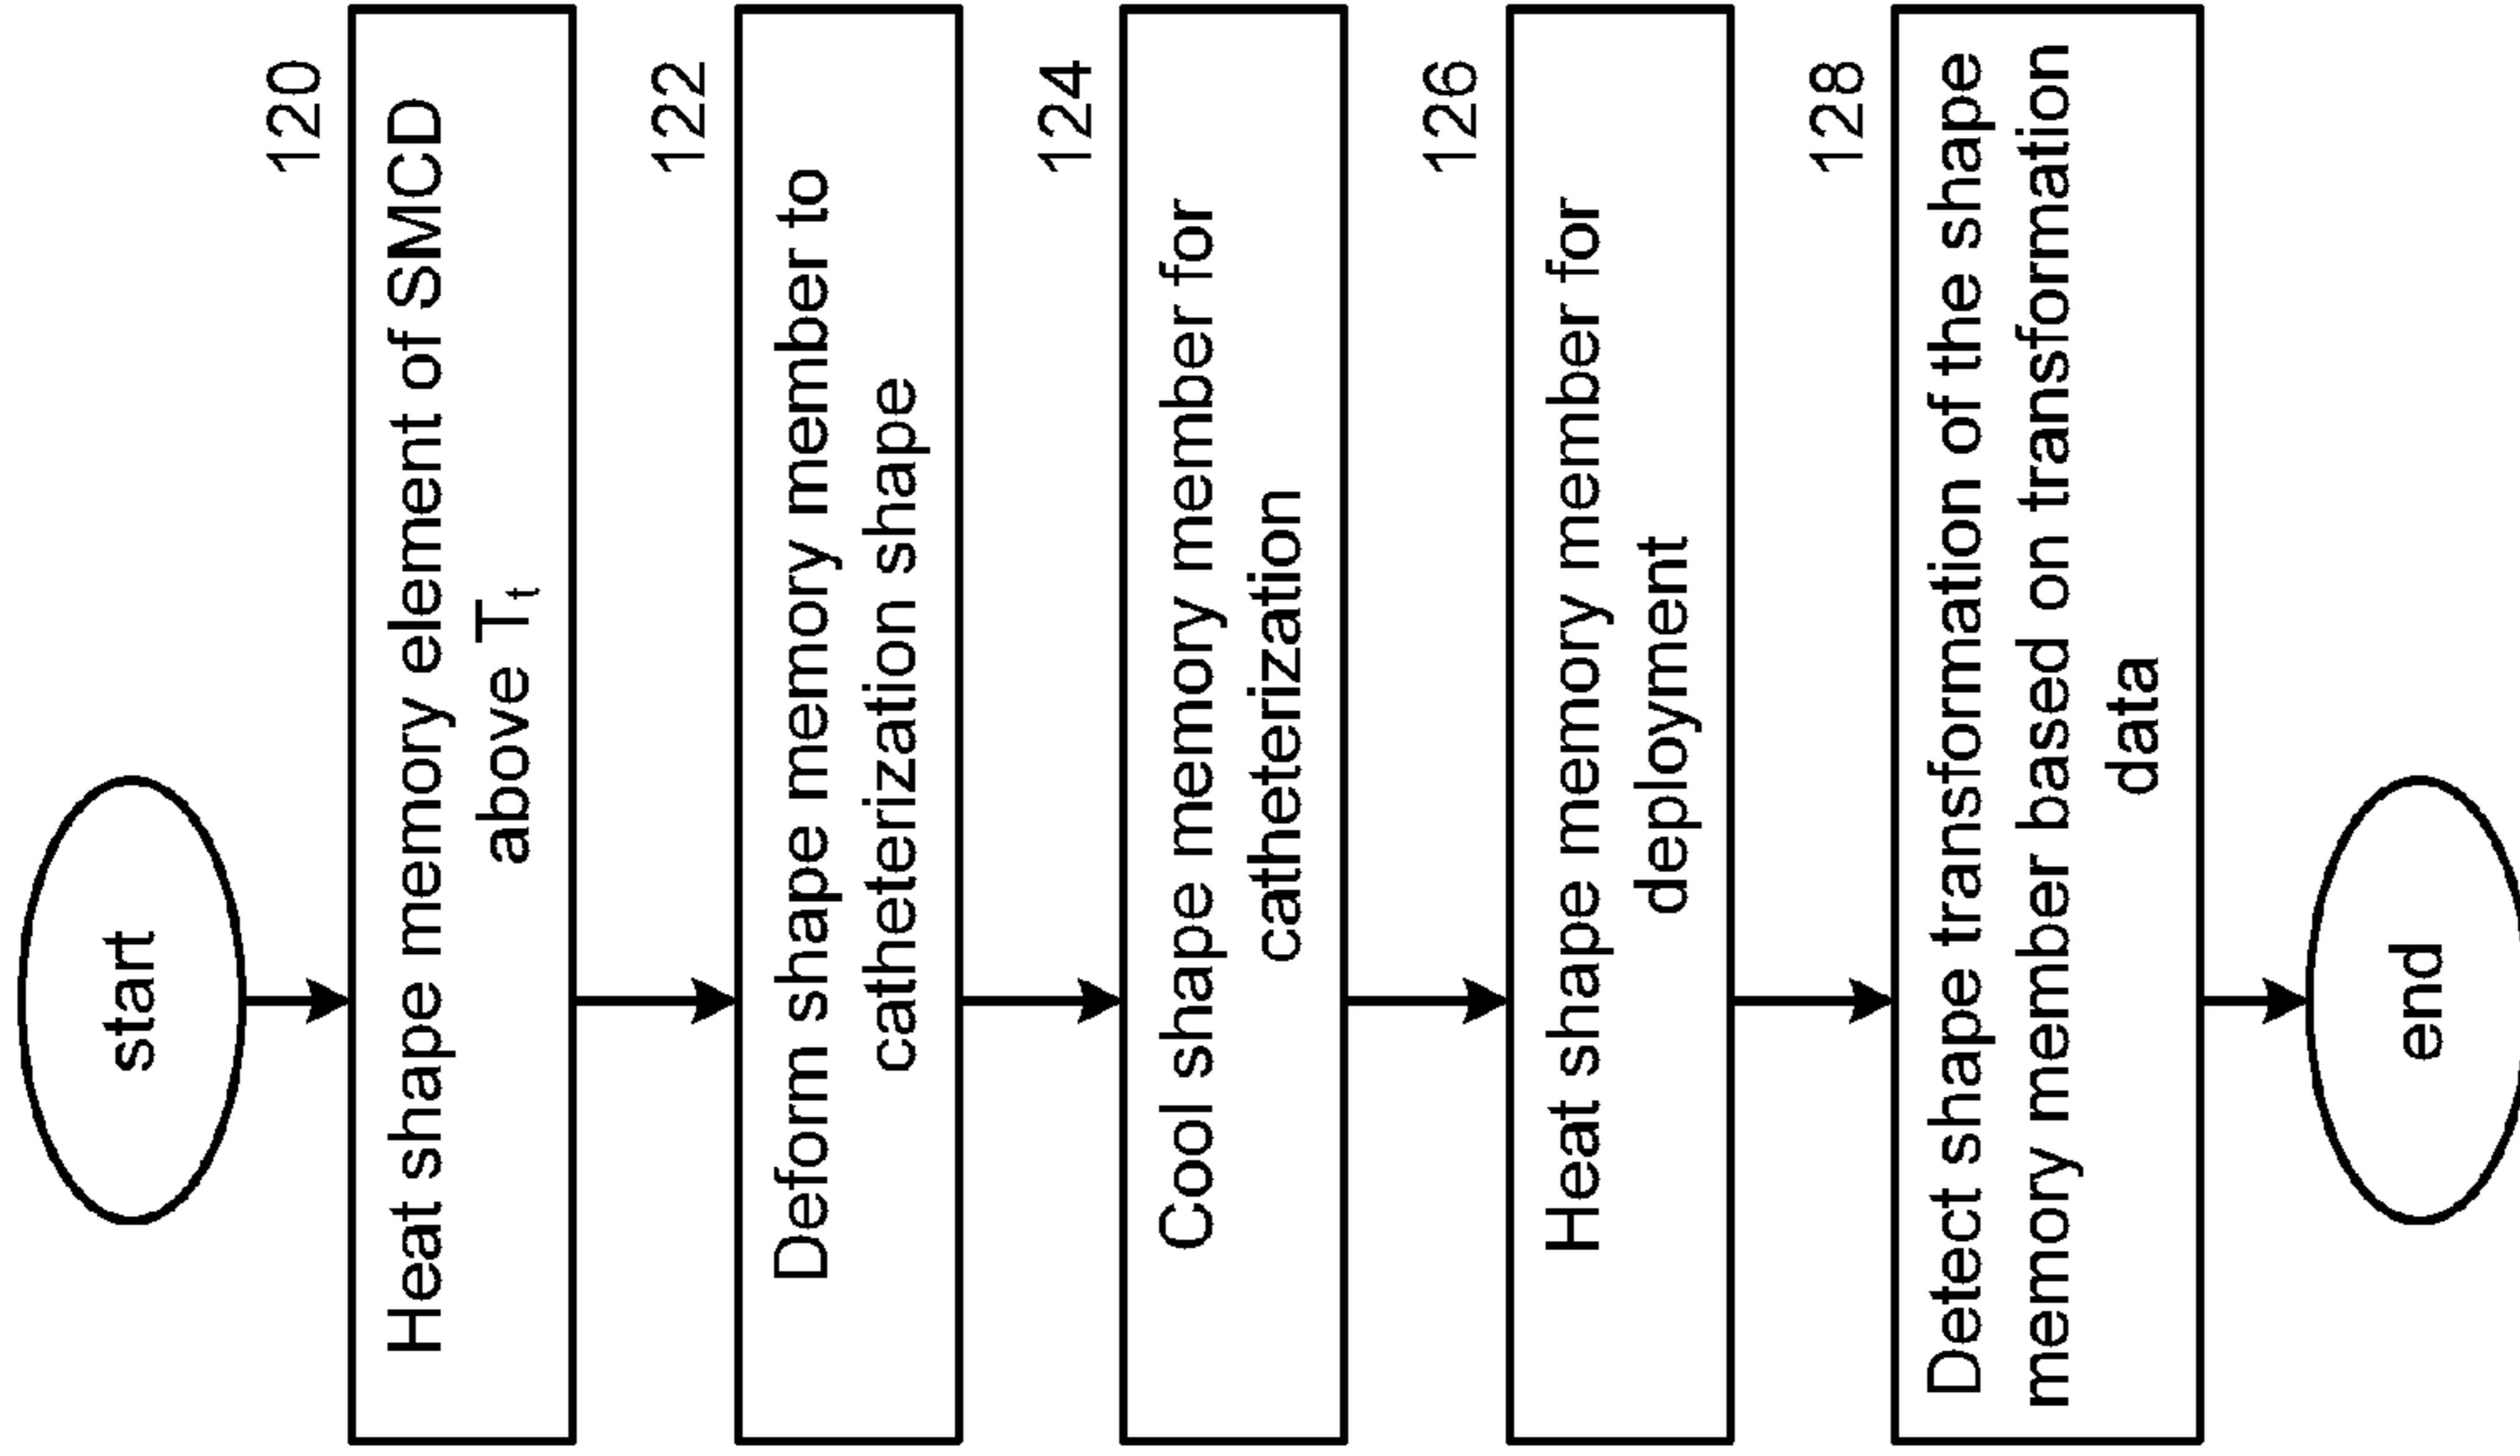 start
120
Heat shape memory element of SMCD
above Tt
122
Deform shape memory member to
catheterization shape
124
Cool shape memory member for
catheterization
126
Heat shape memory member for
deployment
128
Detect shape transformation of the shape
memory member based on transformation
data
end